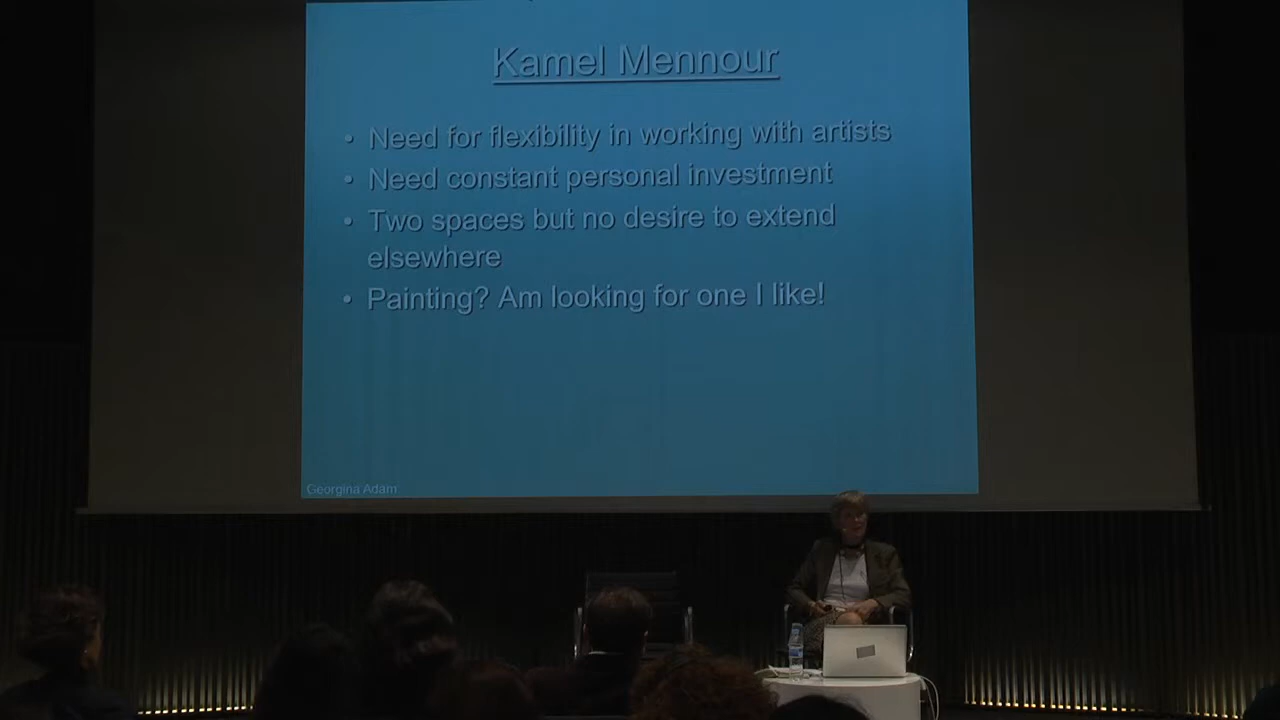 Kamel Mennour
• Need for flexibility in working with artists
• Need constant personal investment
• Two spaces but no desire to extend
elsewhere
• Painting? Am looking for one I like!
Georgina Adam